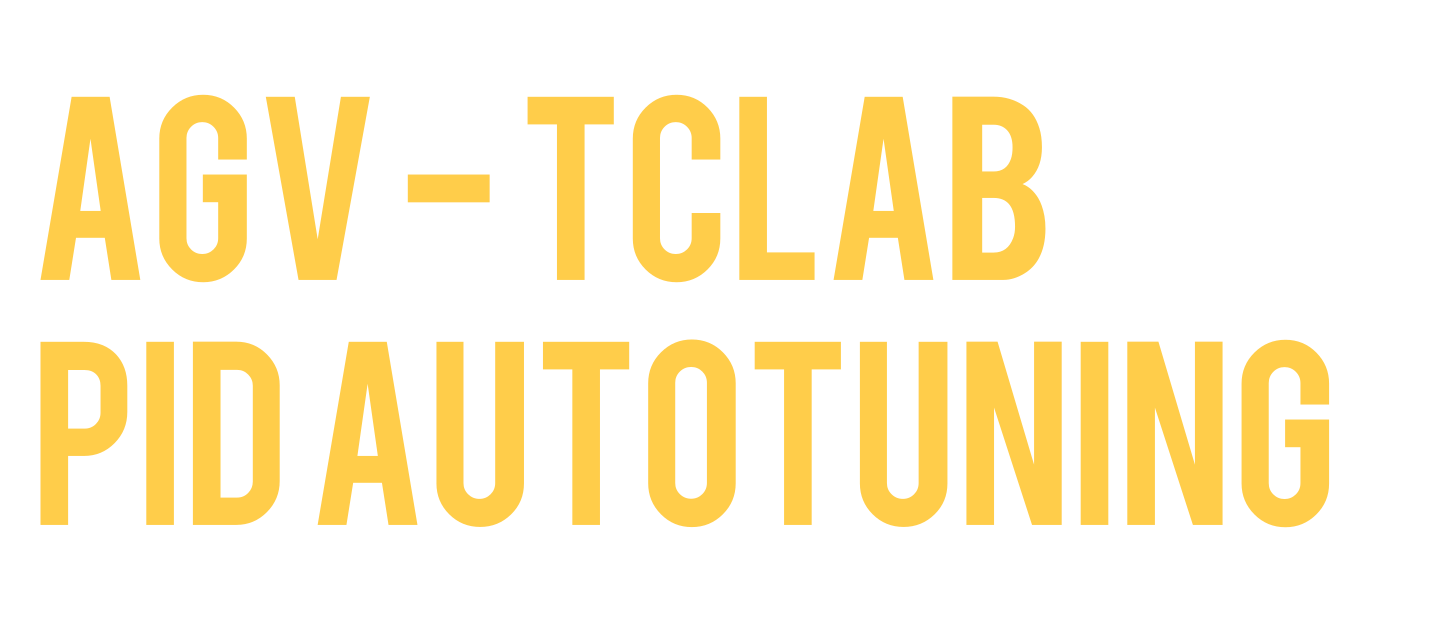 AGV – TCLAB
PID AUTOTUNING